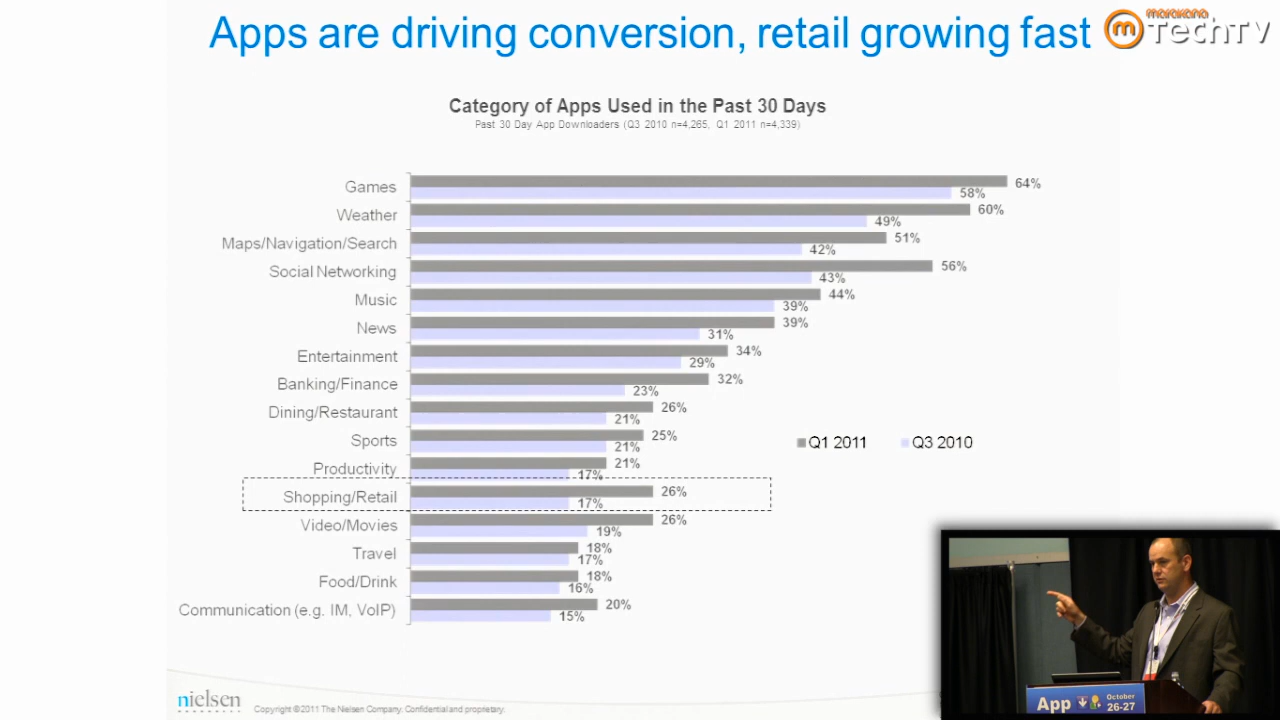 Apps are driving conversion, retail growing fast
marakana
m TechTV
Category of Apps Used in the Past 30 Days
Past 30 Day App Downloaders (Q3 2010 n=4,265, Q1 2011 n=4,339)
Games 64%
58%
Weather 60%
49%
Maps/Navigation/Search 51%
42%
Social Networking 56%
43%
Music 44%
39%
News 39%
31%
Entertainment 34%
29%
Banking/Finance 32%
23%
Dining/Restaurant 26%
21%
Sports 25%
21%
Q1 2011 Q3 2010
Productivity 21%
17%
Shopping/Retail 26%
17%
Video/Movies 26%
19%
Travel 18%
17%
Food/Drink 18%
16%
Communication (e.g. IM, VoIP) 20%
15%
nielsen
Copyright ©2011 The Nielsen Company. Confidential and proprietary.
App October
26-27